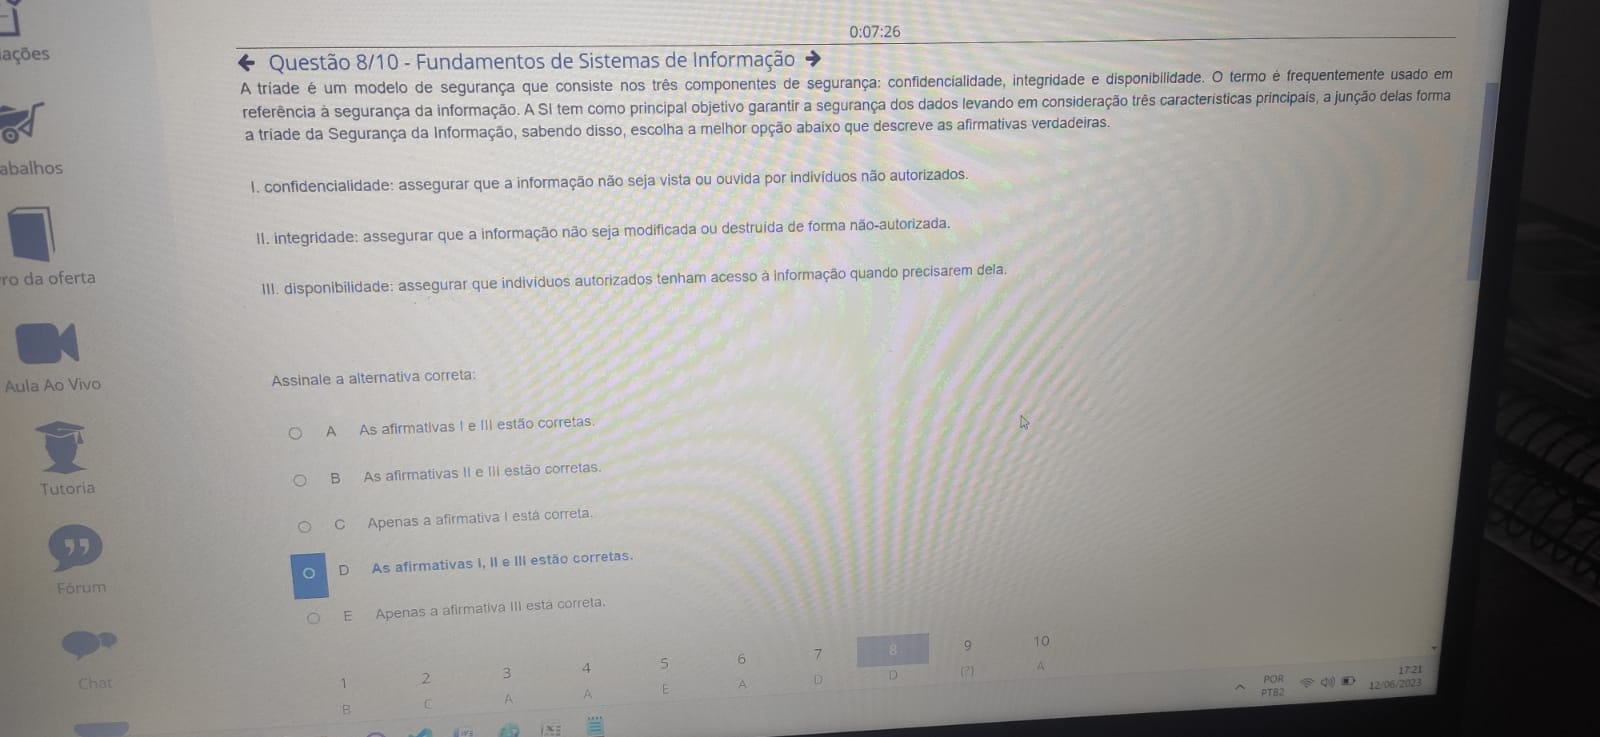 0:07:26
ações
Questão 8/10 - Fundamentos de Sistemas de Informação
A tríade é um modelo de segurança que consiste nos três componentes de segurança: confidencialidade, integridade e disponibilidade. O termo é frequentemente usado em
referência à segurança da informação. A SI tem como principal objetivo garantir a segurança dos dados levando em consideração três características principais, a junção delas forma
a tríade da Segurança da Informação, sabendo disso, escolha a melhor opção abaixo que descreve as afirmativas verdadeiras.
abalhos
I. confidencialidade: assegurar que a informação não seja vista ou ouvida por indivíduos não autorizados.
II. integridade: assegurar que a informação não seja modificada ou destruída de forma não-autorizada.
ro da oferta
III. disponibilidade: assegurar que indivíduos autorizados tenham acesso à informação quando precisarem dela.
Aula Ao Vivo
Assinale a alternativa correta:
A As afirmativas I e III estão corretas.
B As afirmativas II e III estão corretas.
Tutoria
C Apenas a afirmativa I está correta.
D As afirmativas I, II e III estão corretas.
Fórum
E Apenas a afirmativa III está correta.
Chat
1 2 3 4 5 6 7 8 9 10
B C A A E A D D (?) A
POR
PTB2
17:21
12/06/2023